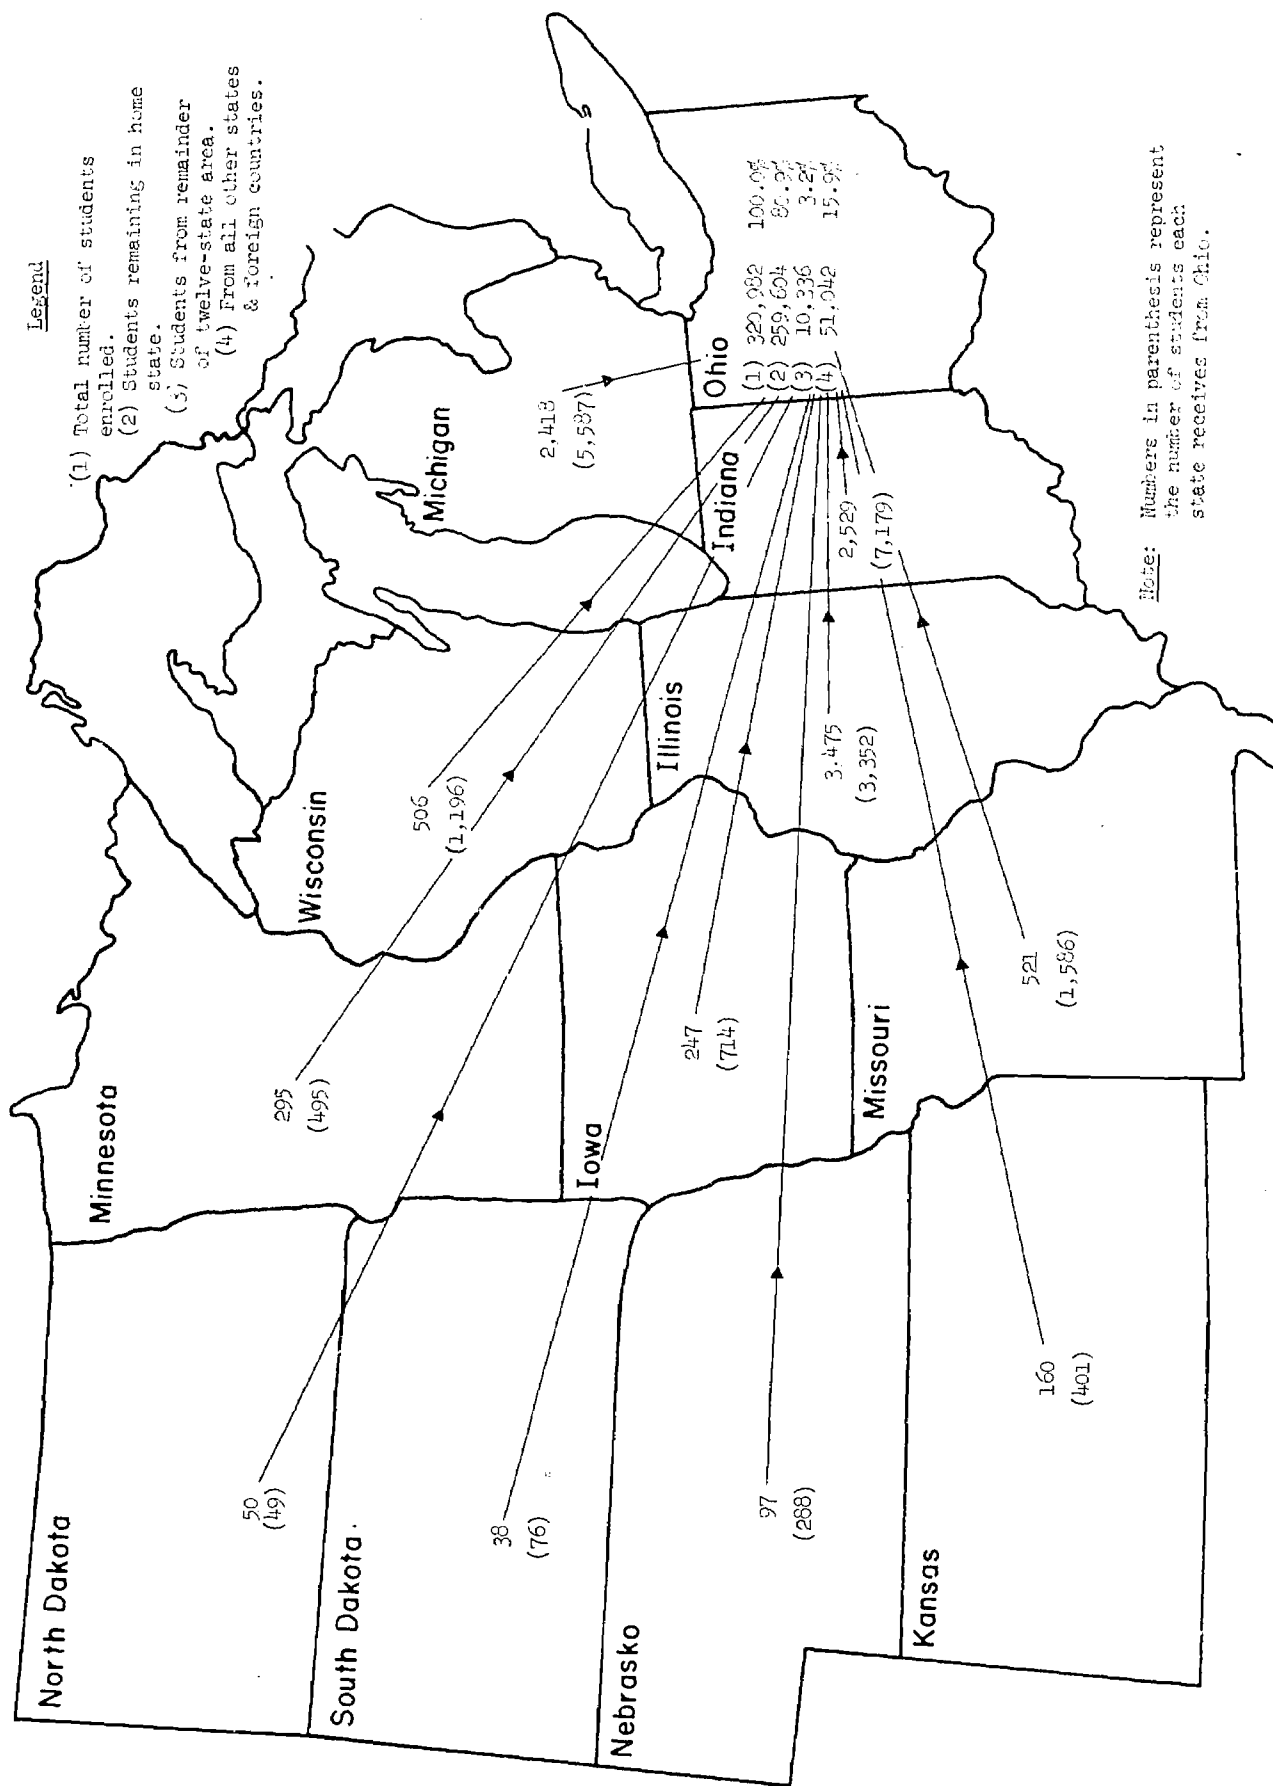 Legend
(1) Total number of students
enrolled.
(2) Students remaining in home
state.
(3) Students from remainder
of twelve-state area.
(4) From all other states
& foreign countries.
North Dakota
50
(49)
South Dakota.
38
(76)
Nebrasko
97
(288)
Kansas
160
(401)
Minnesota
295
(495)
Iowa
247
(714)
Missouri
521
(1,586)
Wisconsin
506
(1,196)
Illinois
3,475
(3,352)
Michigan
2,418
(5,587)
Indiana
2,529
(7,179)
Ohio
(1) 320,982 100.0%
(2) 259,604 80.9%
(3) 10,336 3.2%
(4) 51,042 15.9%
Note: Numbers in parenthesis represent
the number of students each
state receives from Ohio.